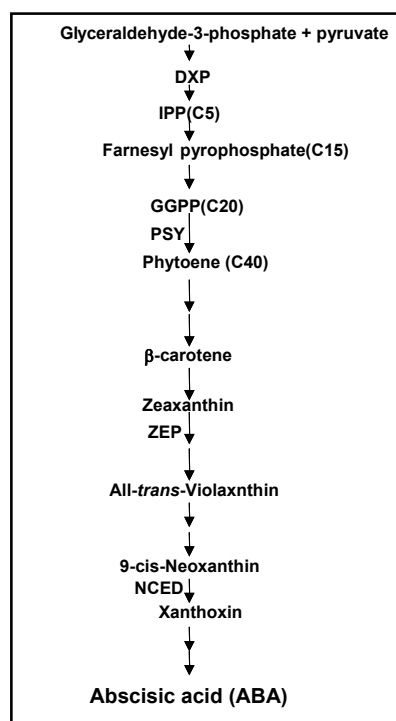 Glyceraldehyde-3-phosphate + pyruvate
DXP
IPP(C5)
Farnesyl pyrophosphate(C15)
GGPP(C20)
PSY
Phytoene (C40)
β-carotene
Zeaxanthin
ZEP
All-trans-Violaxnthin
9-cis-Neoxanthin
NCED
Xanthoxin
Abscisic acid (ABA)